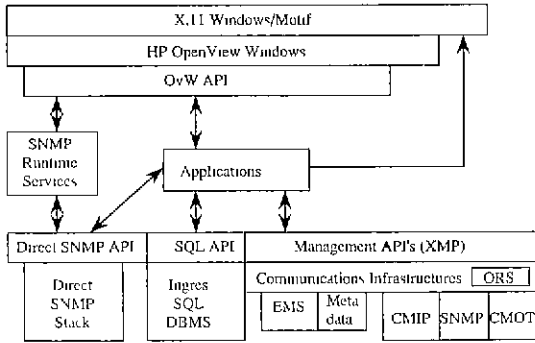 X.11 Windows/Motif
HP OpenView Windows
OvW API
SNMP
Runtime
Services
Applications
Direct SNMP API
SQL API
Management API's (XMP)
Direct
SNMP
Stack
Ingres
SQL
DBMS
Communications Infrastructures
ORS
EMS
Meta
data
CMIP
SNMP
CMOT